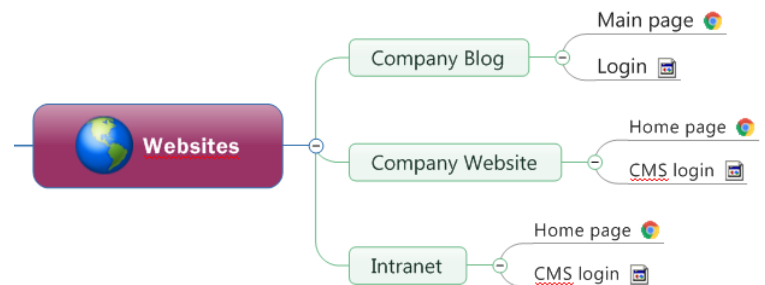 Websites
Company Blog
Main page
Login
Company Website
Home page
CMS login
Intranet
Home page
CMS login